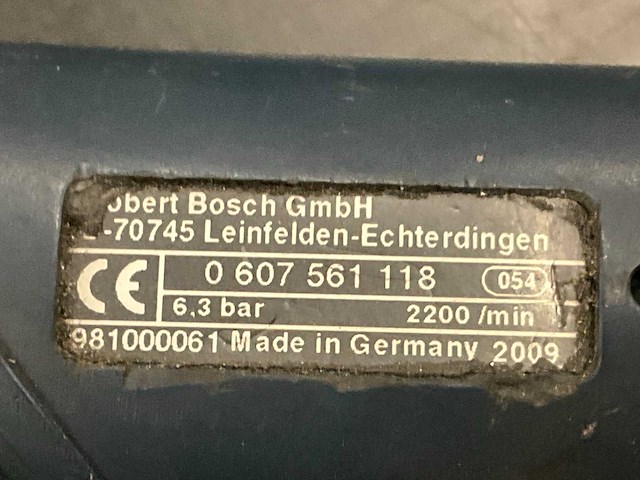 obert Bosch GmbH
-70745 Leinfelden-Echterdingen
CE 0 607 561 118 054
6,3 bar 2200 /min
981000061 Made in Germany 2009